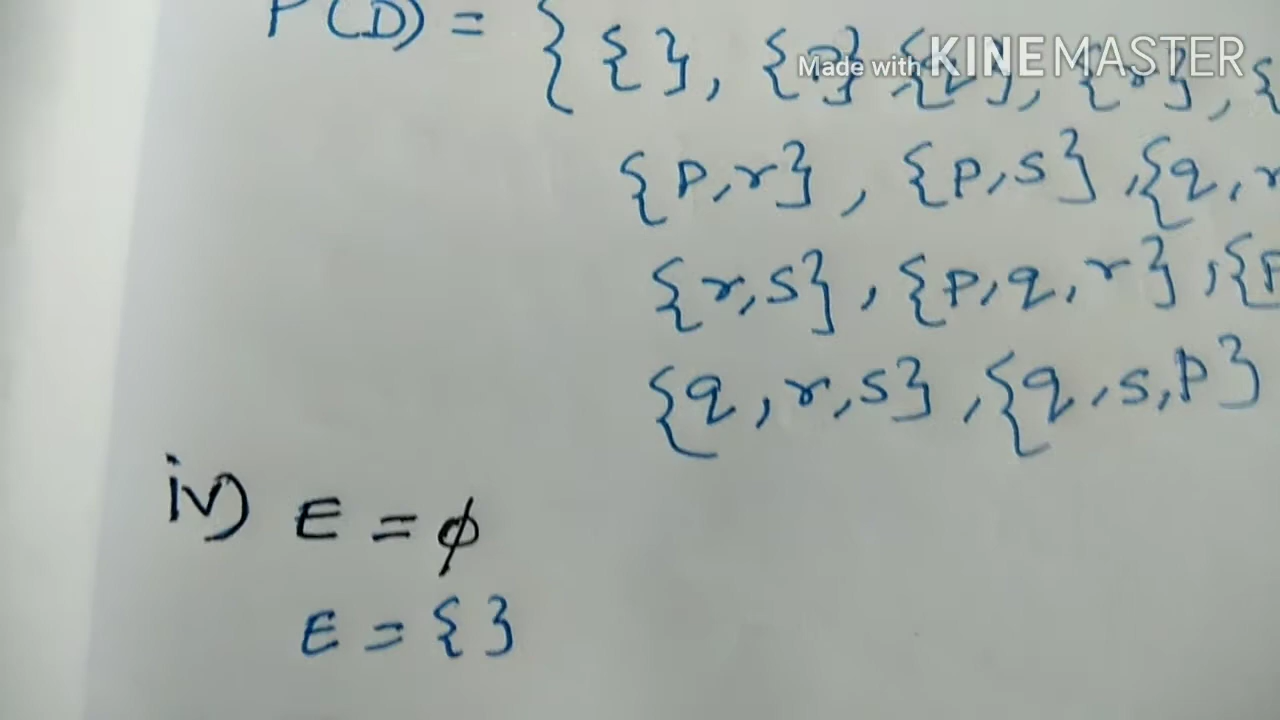 P(D) = { { }, {p}, {q}, {r}, {
Made with KINEMASTER
{p,r}, {p,s}, {q,r
{r,s}, {p,q,r}, {p
{q,r,s}, {q,s,p}
iv) E = ϕ
E = { }